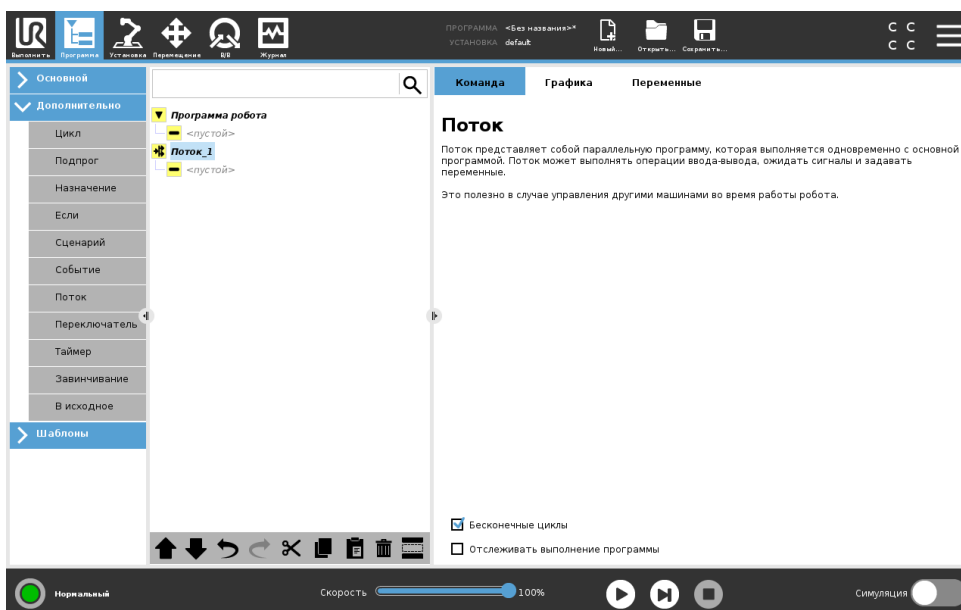 ПРОГРАММА <Без названия>*
УСТАНОВКА default
Выполнить Программа Установка Перемещение В/В Журнал
Новый... Открыть... Сохранить...
C C
C C
Основной
Дополнительно
Цикл
Подпрог
Назначение
Если
Сценарий
Событие
Поток
Переключатель
Таймер
Завинчивание
В исходное
Шаблоны
Программа робота
<пустой>
Поток_1
<пустой>
Команда Графика Переменные
Поток
Поток представляет собой параллельную программу, которая выполняется одновременно с основной
программой. Поток может выполнять операции ввода-вывода, ожидать сигналы и задавать
переменные.
Это полезно в случае управления другими машинами во время работы робота.
Бесконечные циклы
Отслеживать выполнение программы
Нормальный
Скорость 100%
Симуляция